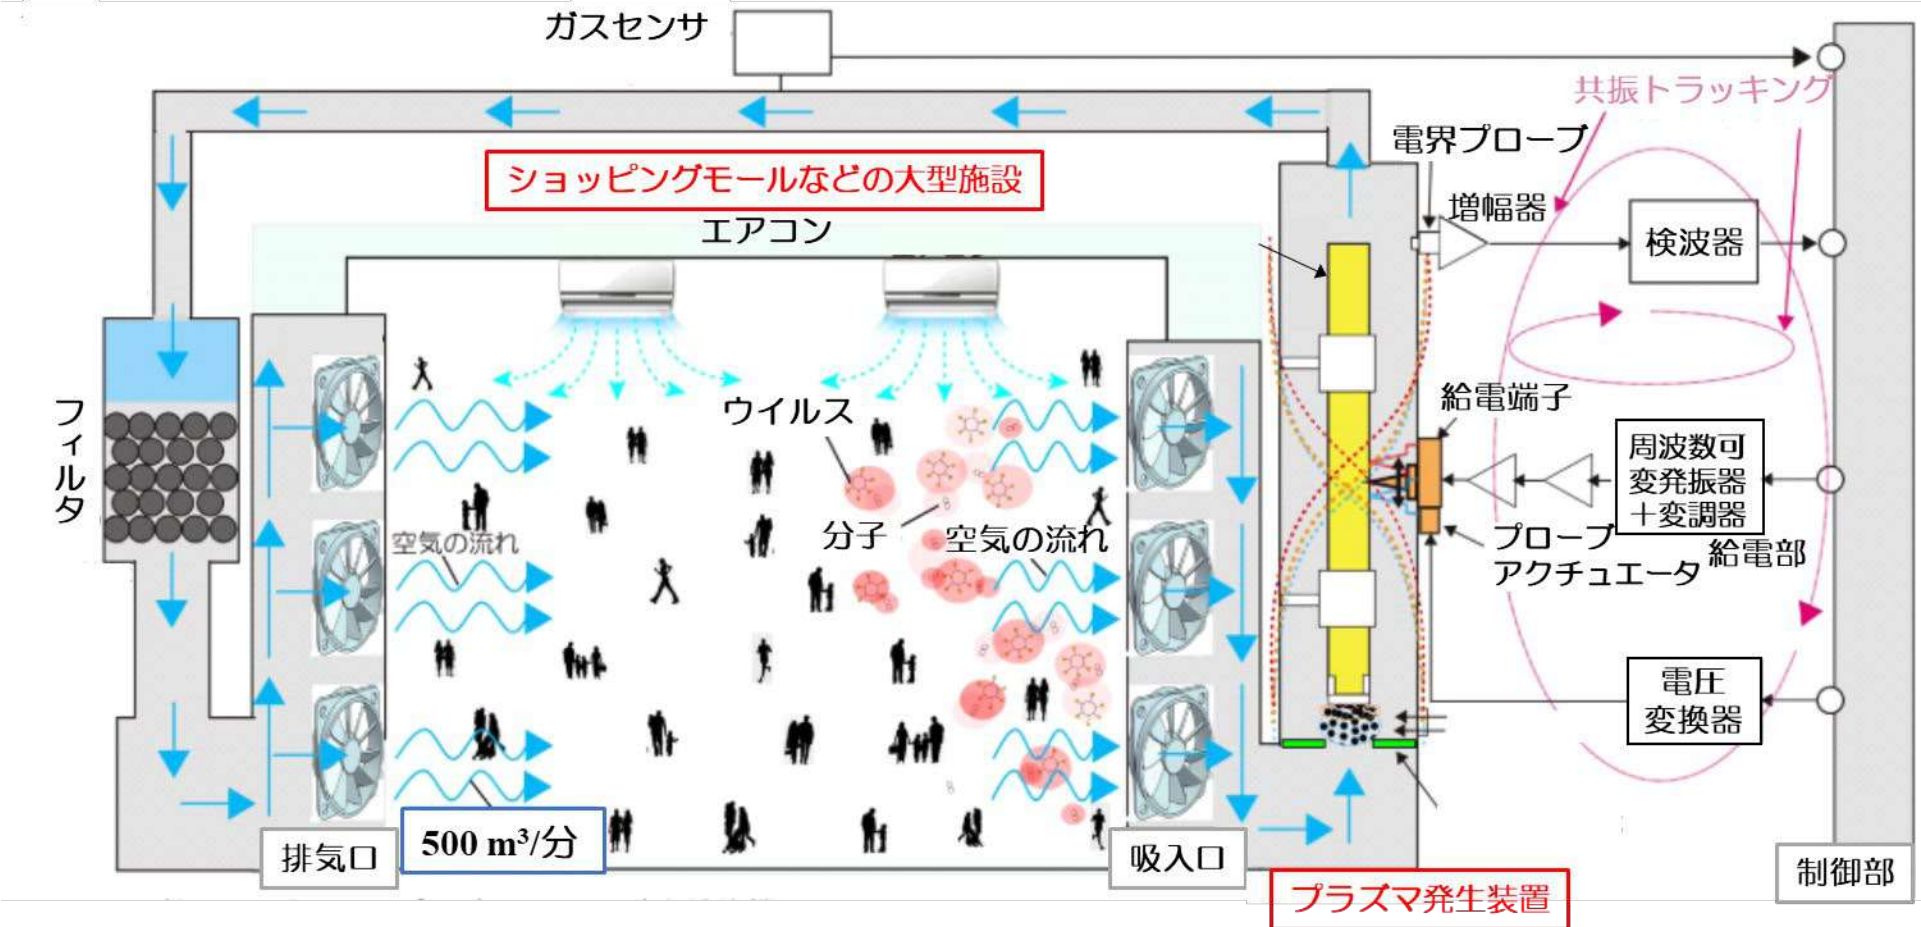 ガスセンサ
共振トラッキング
電界プローブ
ショッピングモールなどの大型施設
増幅器
エアコン
検波器
フィルタ
ウイルス
給電端子
周波数可
変発振器
＋変調器
分子
空気の流れ
空気の流れ
プローブ
アクチュエータ
給電部
電圧
変換器
500 m³/分
排気口
吸入口
制御部
プラズマ発生装置